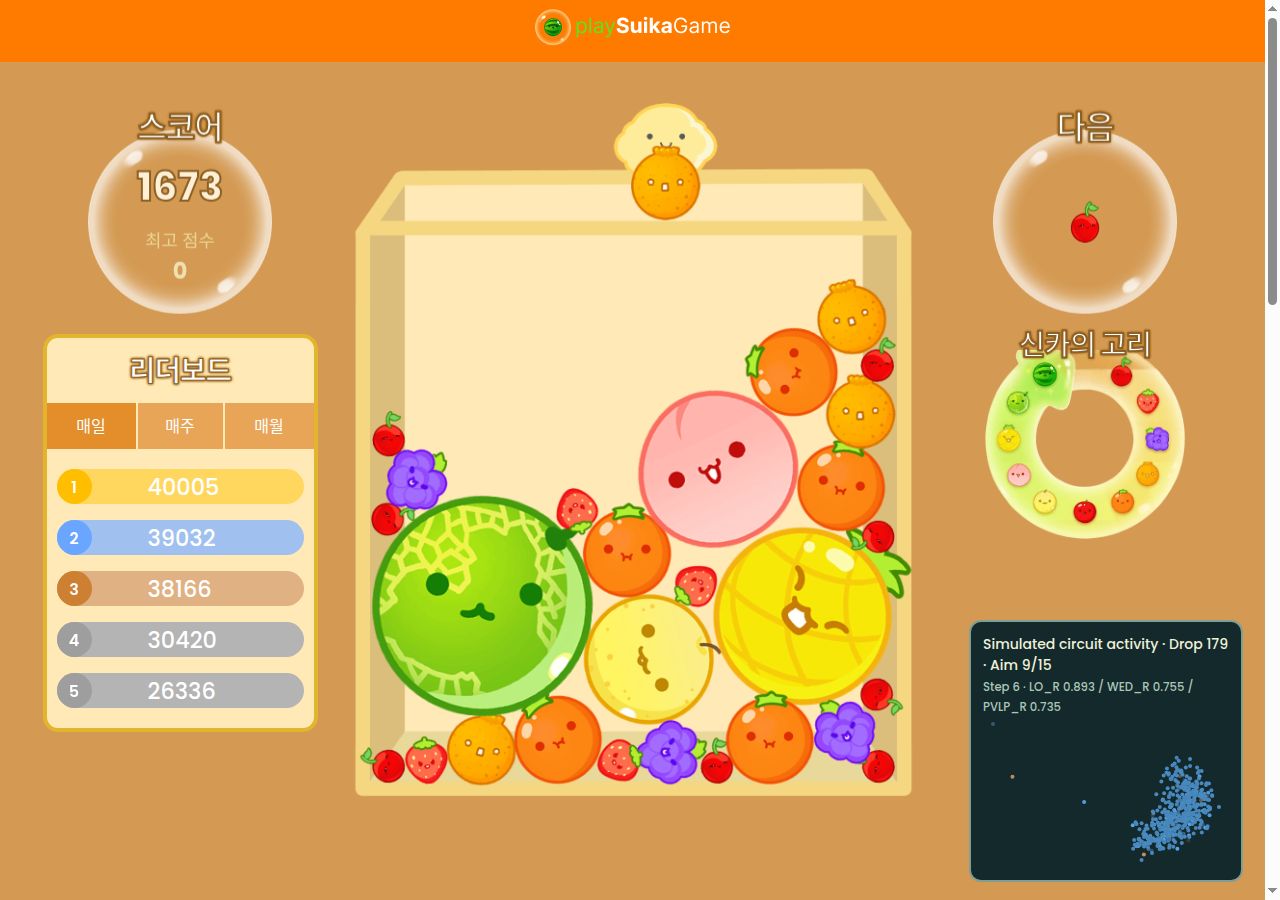 playSuikaGame
스코어
1673
최고 점수
0
다음
신카의 고리
리더보드
매일 매주 매월
1 40005
2 39032
3 38166
4 30420
5 26336
Simulated circuit activity · Drop 179
· Aim 9/15
Step 6 · LO_R 0.893 / WED_R 0.755 /
PVLP_R 0.735